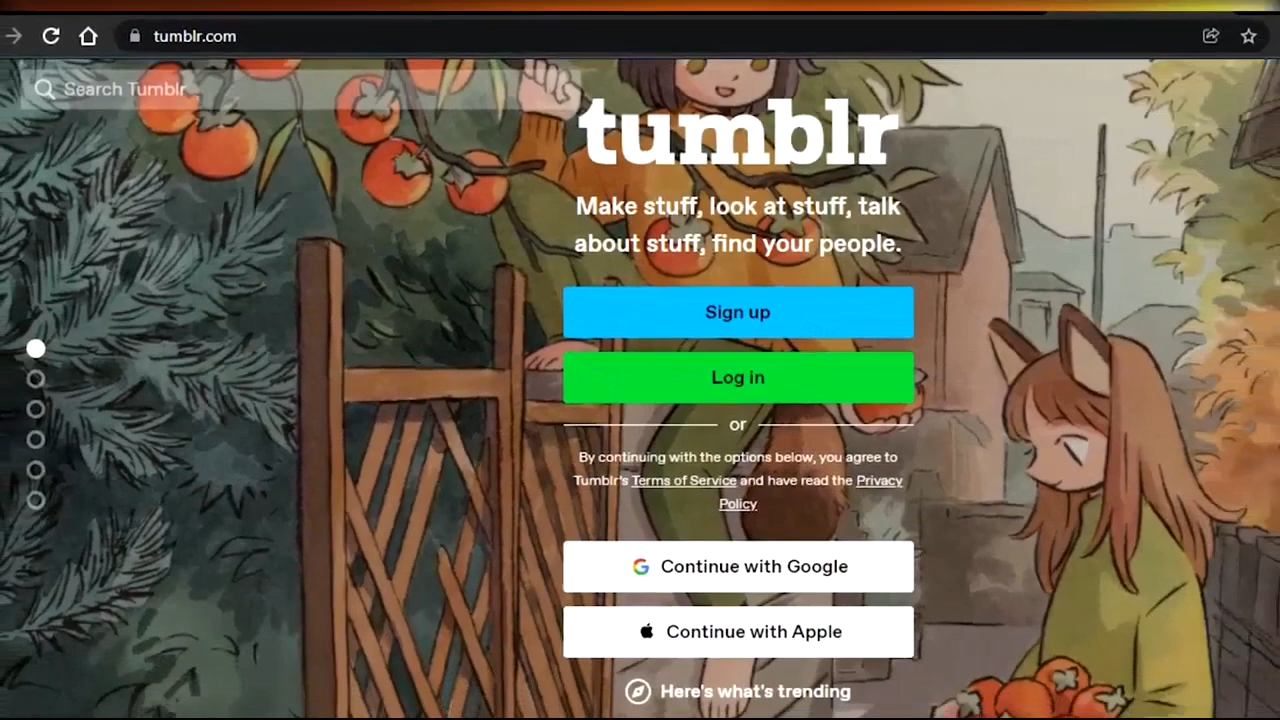 tumblr.com
Search Tumblr
tumblr
Make stuff, look at stuff, talk
about stuff, find your people.
Sign up
Log in
or
By continuing with the options below, you agree to
Tumblr's Terms of Service and have read the Privacy
Policy
Continue with Google
Continue with Apple
Here's what's trending